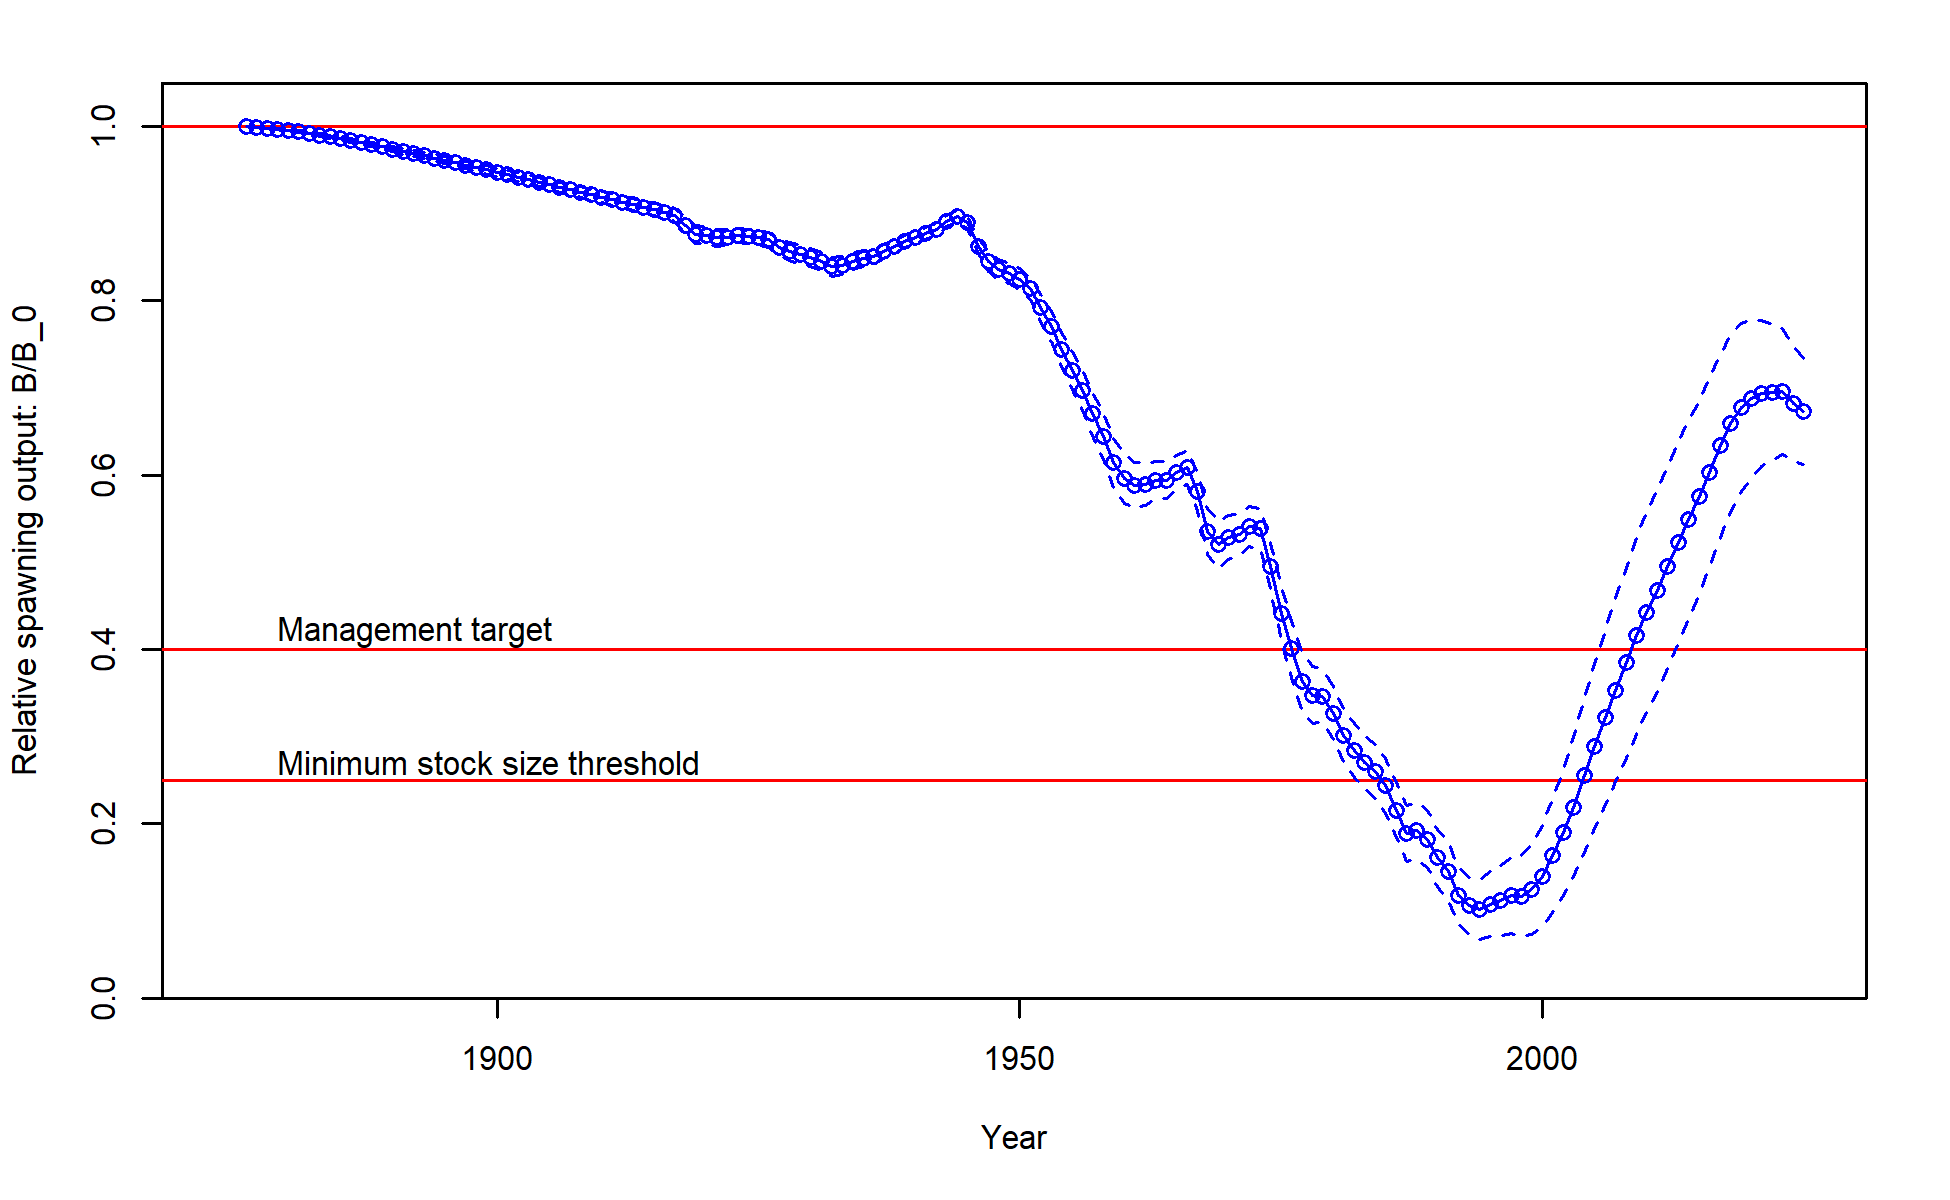 Relative spawning output: B/B_0
1.0
0.8
0.6
0.4
0.2
0.0
Management target
Minimum stock size threshold
1900
1950
2000
Year